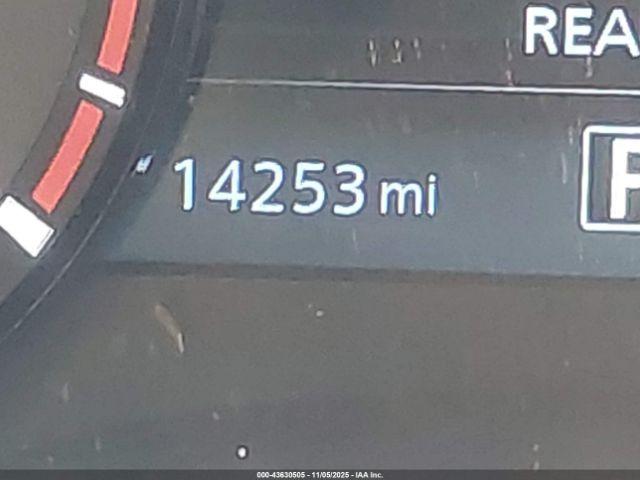 REA
14253 mi
P
000-43630505 - 11/05/2025 - IAA Inc.